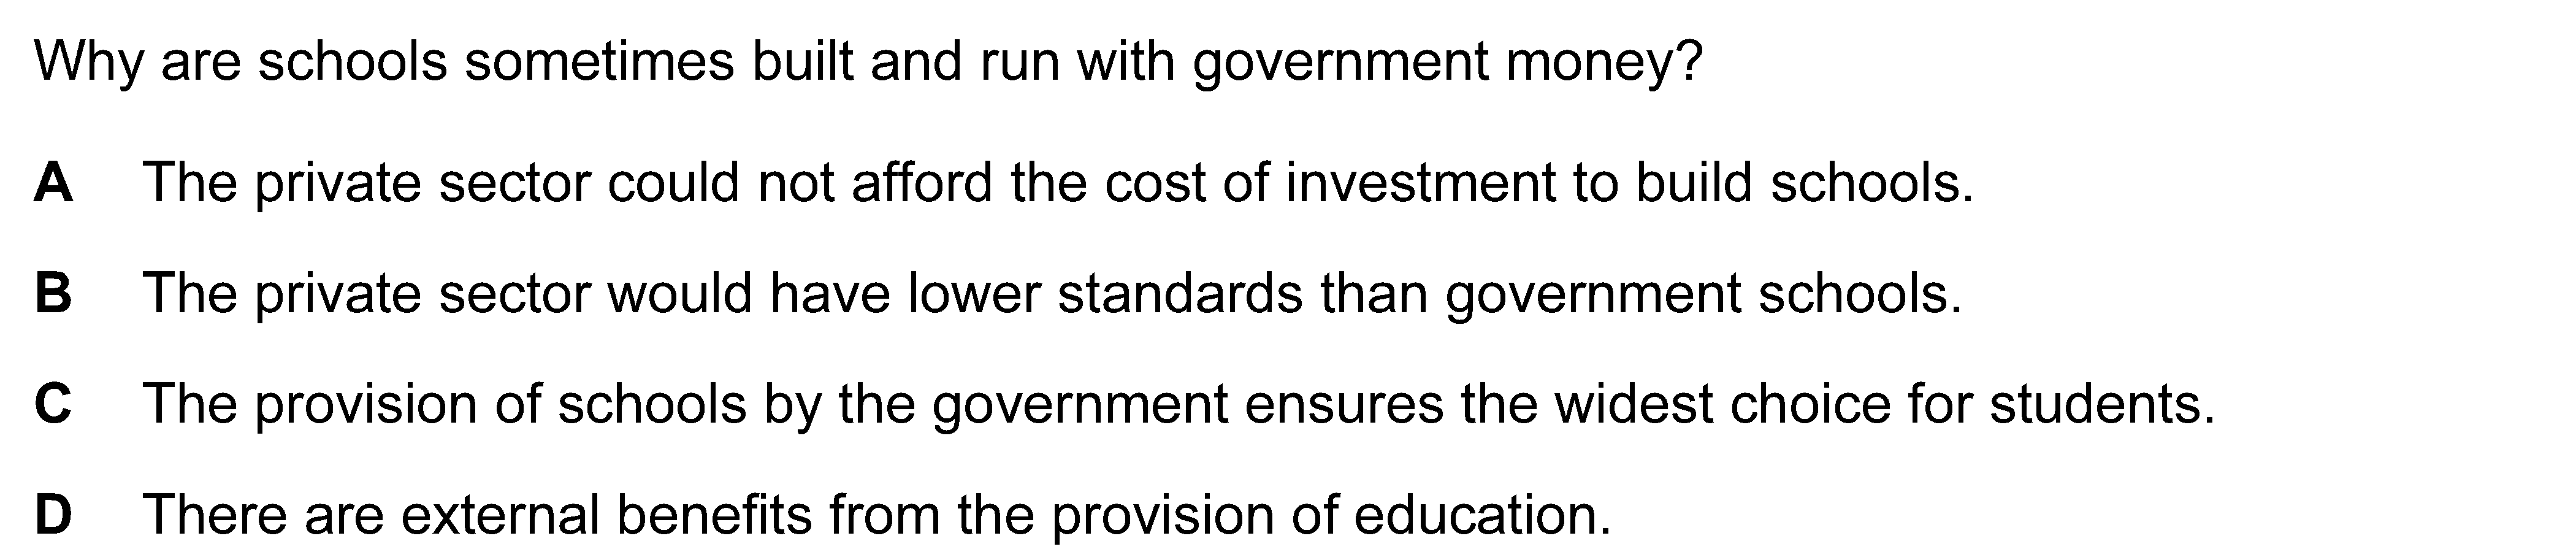 Why are schools sometimes built and run with government money?
A The private sector could not afford the cost of investment to build schools.
B The private sector would have lower standards than government schools.
C The provision of schools by the government ensures the widest choice for students.
D There are external benefits from the provision of education.